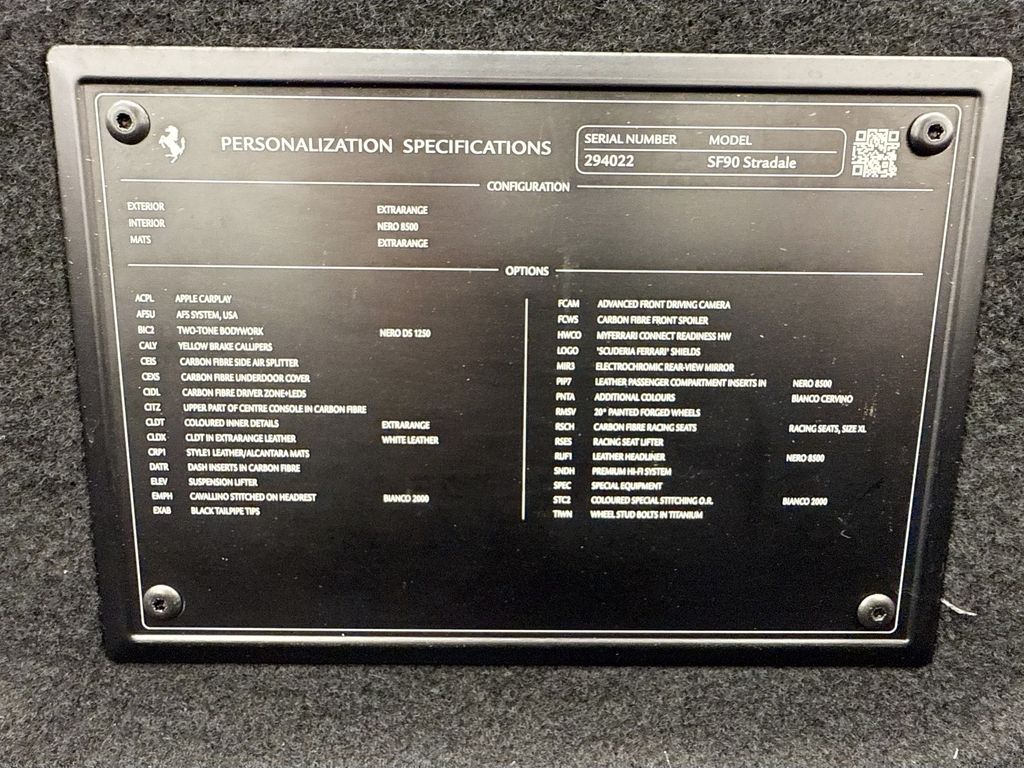 PERSONALIZATION SPECIFICATIONS
SERIAL NUMBER MODEL
294022 SF90 Stradale
CONFIGURATION
EXTERIOR EXTRARANGE
INTERIOR NERO 8500
MATS EXTRARANGE
OPTIONS
ACPL APPLE CARPLAY
AFSU AFS SYSTEM, USA
BIC2 TWO-TONE BODYWORK NERO DS 1250
CALY YELLOW BRAKE CALLIPERS
CEIS CARBON FIBRE SIDE AIR SPLITTER
CEXS CARBON FIBRE UNDERDOOR COVER
CIDL CARBON FIBRE DRIVER ZONE+LEDS
CITZ UPPER PART OF CENTRE CONSOLE IN CARBON FIBRE
CLDT COLOURED INNER DETAILS EXTRARANGE
CLDX CLDT IN EXTRARANGE LEATHER WHITE LEATHER
CRP1 STYLE1 LEATHER/ALCANTARA MATS
DATR DASH INSERTS IN CARBON FIBRE
ELEV SUSPENSION LIFTER
EMPH CAVALLINO STITCHED ON HEADREST BIANCO 2000
EXAB BLACK TAILPIPE TIPS
FCAM ADVANCED FRONT DRIVING CAMERA
FCWS CARBON FIBRE FRONT SPOILER
HWCO MYFERRARI CONNECT READINESS HW
LOGO "SCUDERIA FERRARI" SHIELDS
MIR3 ELECTROCHROMIC REAR-VIEW MIRROR
PIP7 LEATHER PASSENGER COMPARTMENT INSERTS IN NERO 8500
PNTA ADDITIONAL COLOURS BIANCO CERVINO
RMSV 20" PAINTED FORGED WHEELS
RSCH CARBON FIBRE RACING SEATS RACING SEATS, SIZE XL
RSES RACING SEAT LIFTER
RUF1 LEATHER HEADLINER NERO 8500
SNDH PREMIUM HI-FI SYSTEM
SPEC SPECIAL EQUIPMENT
STC2 COLOURED SPECIAL STITCHING O.R. BIANCO 2000
TIWN WHEEL STUD BOLTS IN TITANIUM